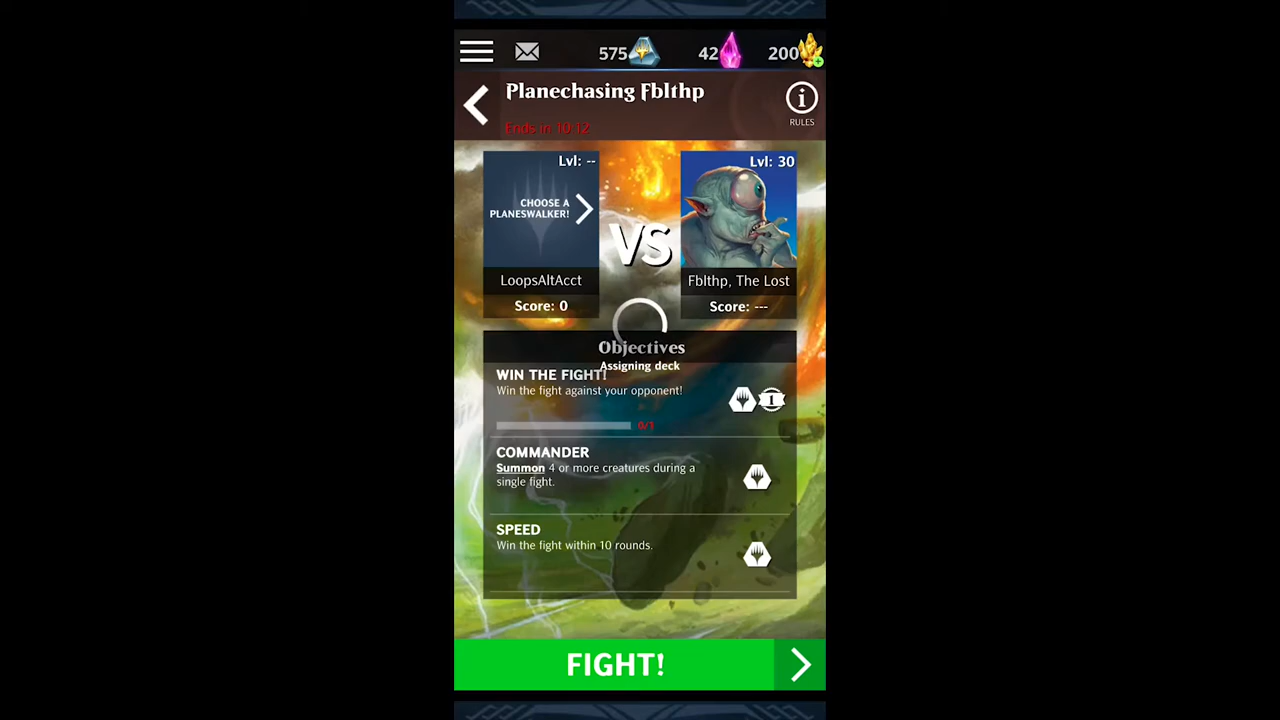 575 42 200
Planechasing Fblthp
Ends in 10:12
RULES
Lvl: --
CHOOSE A
PLANESWALKER!
LoopsAltAcct
Score: 0
VS
Lvl: 30
Fblthp, The Lost
Score: ---
Objectives
Assigning deck
WIN THE FIGHT!
Win the fight against your opponent!
I
0/1
COMMANDER
Summon 4 or more creatures during a
single fight.
SPEED
Win the fight within 10 rounds.
FIGHT!